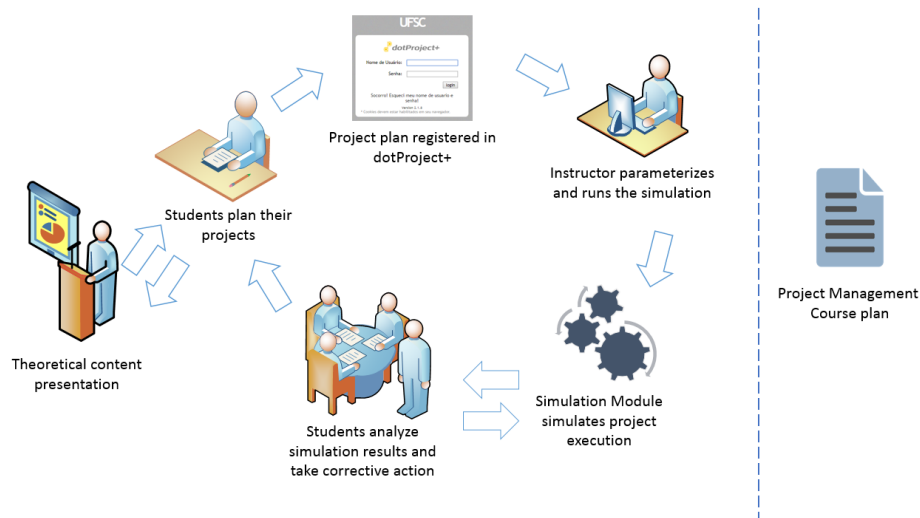 UFSC
dotProject+
Nome de Usuário:
Senha:
login
Socorro! Esqueci meu nome de usuário e
senha!
Project plan registered in
dotProject+
Instructor parameterizes
and runs the simulation
Students plan their
projects
Project Management
Course plan
Theoretical content
presentation
Simulation Module
simulates project
execution
Students analyze
simulation results and
take corrective action